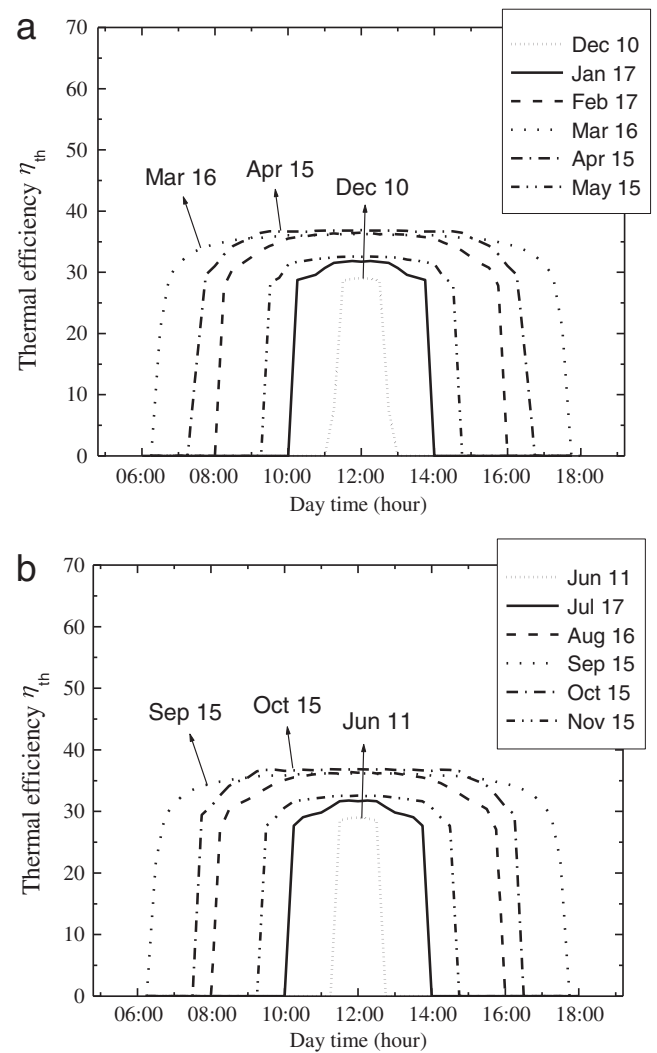 a
70
60
50
40
30
20
10
0
Thermal efficiency ηth
Mar 16
Apr 15
Dec 10
Dec 10
Jan 17
Feb 17
Mar 16
Apr 15
May 15
06:00 08:00 10:00 12:00 14:00 16:00 18:00
Day time (hour)
b
70
60
50
40
30
20
10
0
Thermal efficiency ηth
Sep 15
Oct 15
Jun 11
Jun 11
Jul 17
Aug 16
Sep 15
Oct 15
Nov 15
06:00 08:00 10:00 12:00 14:00 16:00 18:00
Day time (hour)